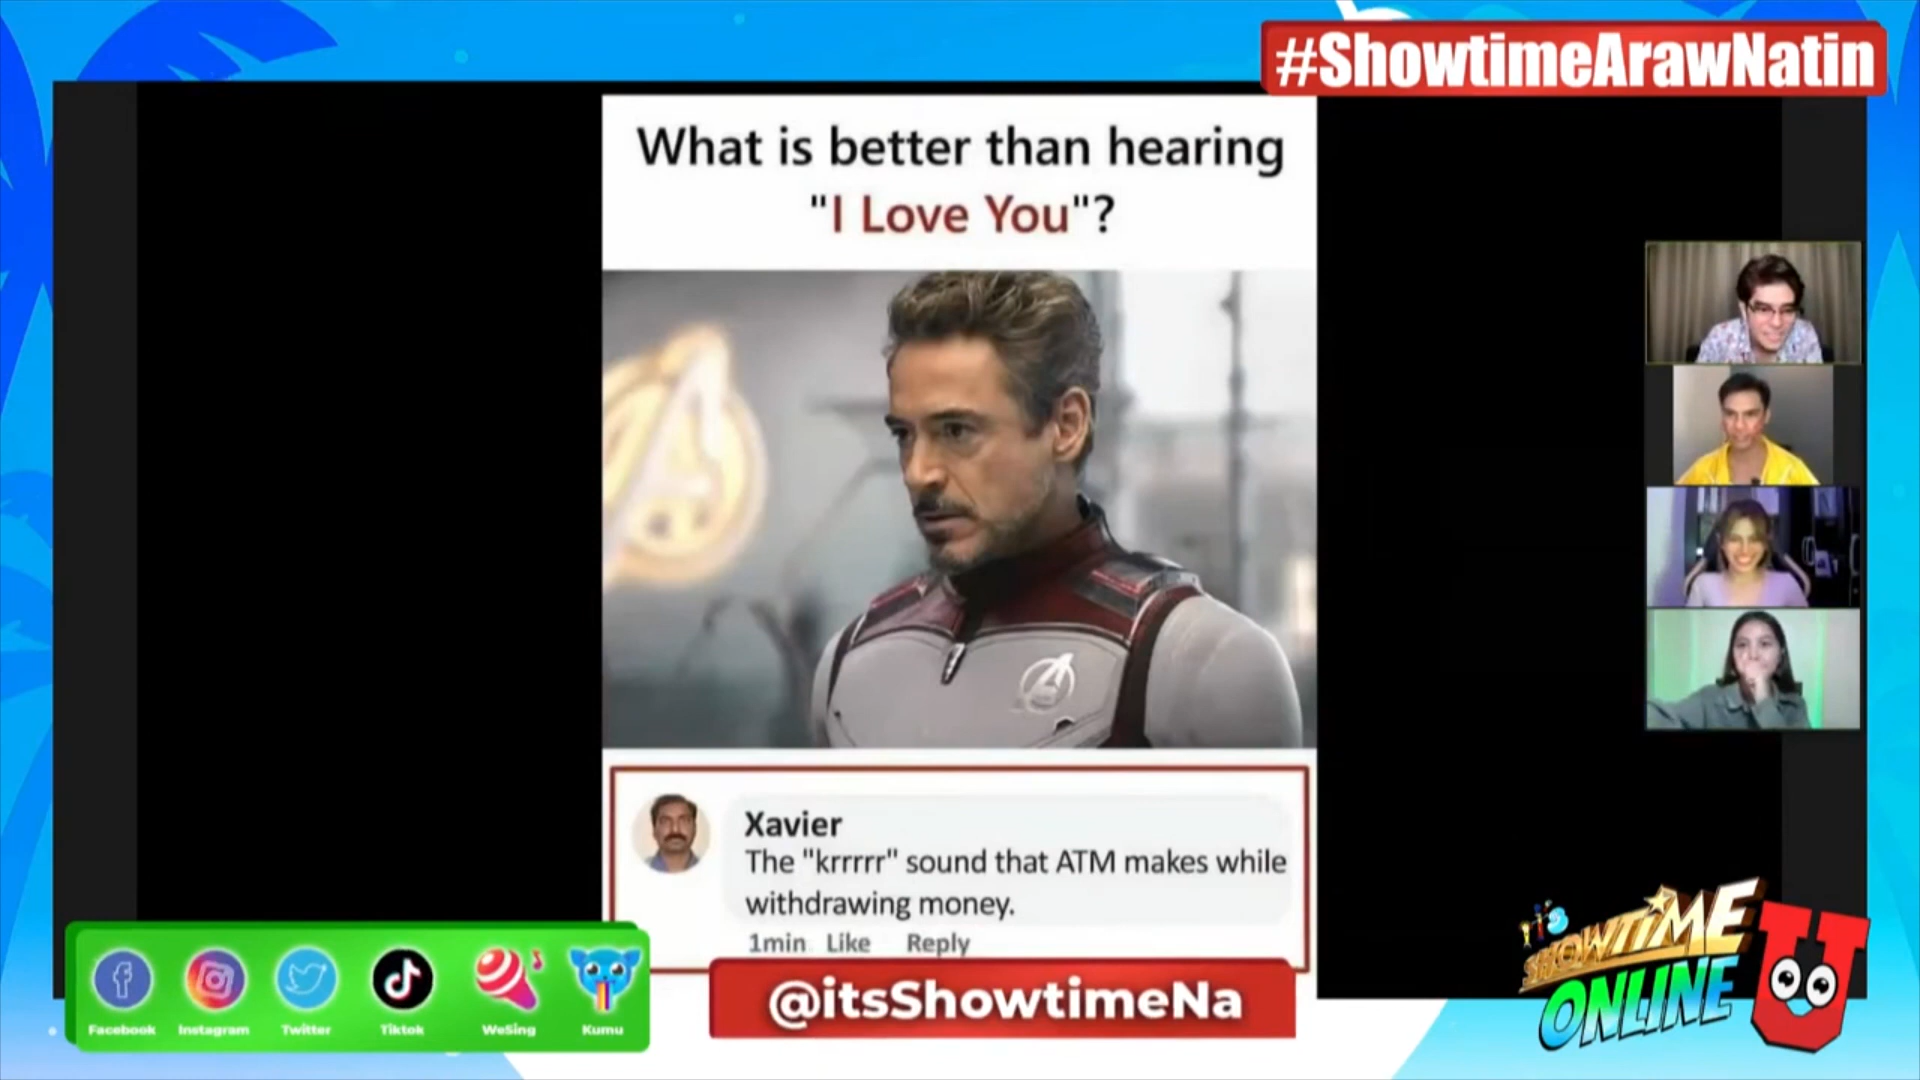 #ShowtimeArawNatin
What is better than hearing
"I Love You"?
Xavier
The "krrrrr" sound that ATM makes while
withdrawing money.
1min Like Reply
Facebook Instagram Twitter Tiktok WeSing Kumu
@itsShowtimeNa
it's
SHOWTIME
ONLINE U